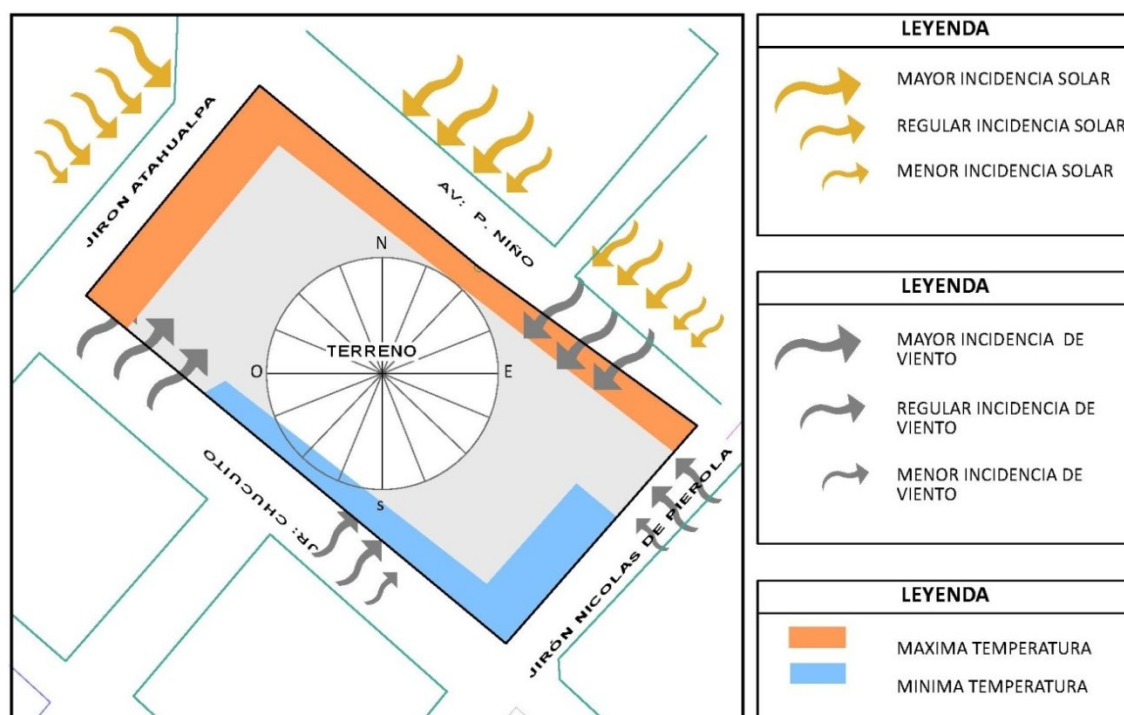 JIRON ATAHUALPA
AV: P. NIÑO
N
TERRENO
O
E
S
JR: CHUCUITO
JIRÓN NICOLAS DE PIEROLA
LEYENDA
MAYOR INCIDENCIA SOLAR
REGULAR INCIDENCIA SOLAR
MENOR INCIDENCIA SOLAR
LEYENDA
MAYOR INCIDENCIA DE
VIENTO
REGULAR INCIDENCIA DE
VIENTO
MENOR INCIDENCIA DE
VIENTO
LEYENDA
MAXIMA TEMPERATURA
MINIMA TEMPERATURA